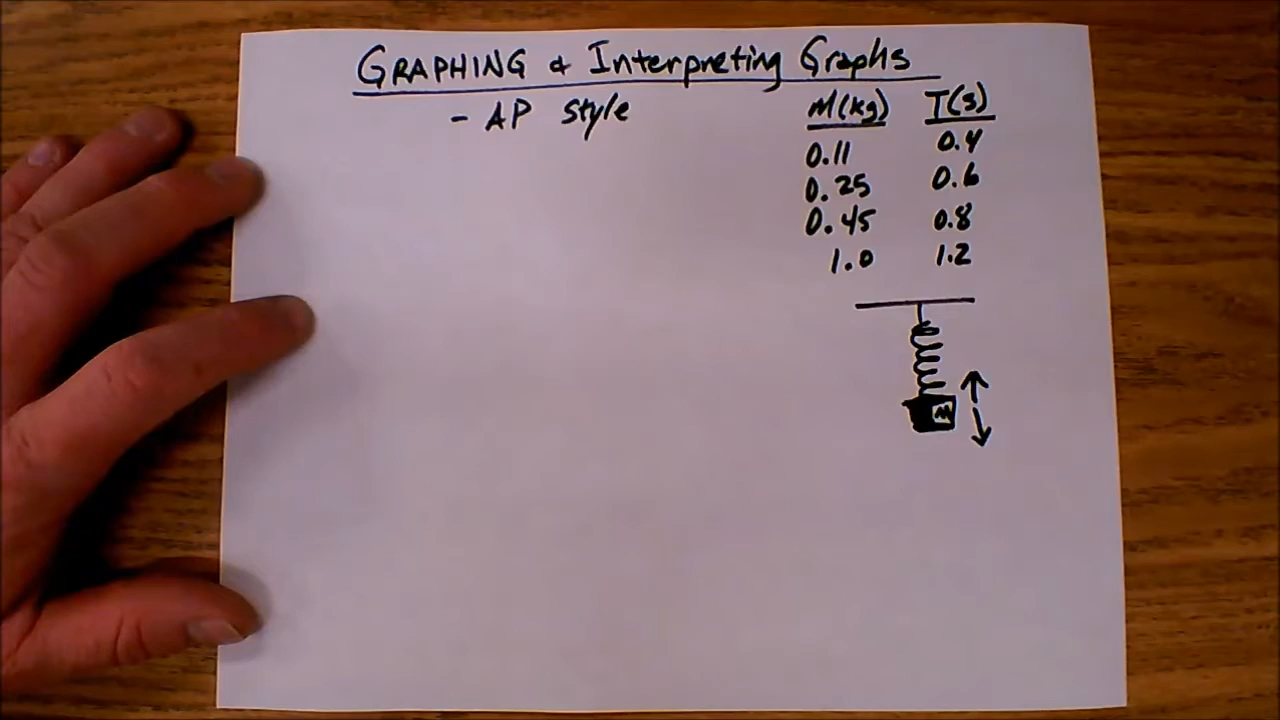 GRAPHING & Interpreting Graphs
- AP style
M(kg) T(s)
0.11 0.4
0.25 0.6
0.45 0.8
1.0 1.2
M